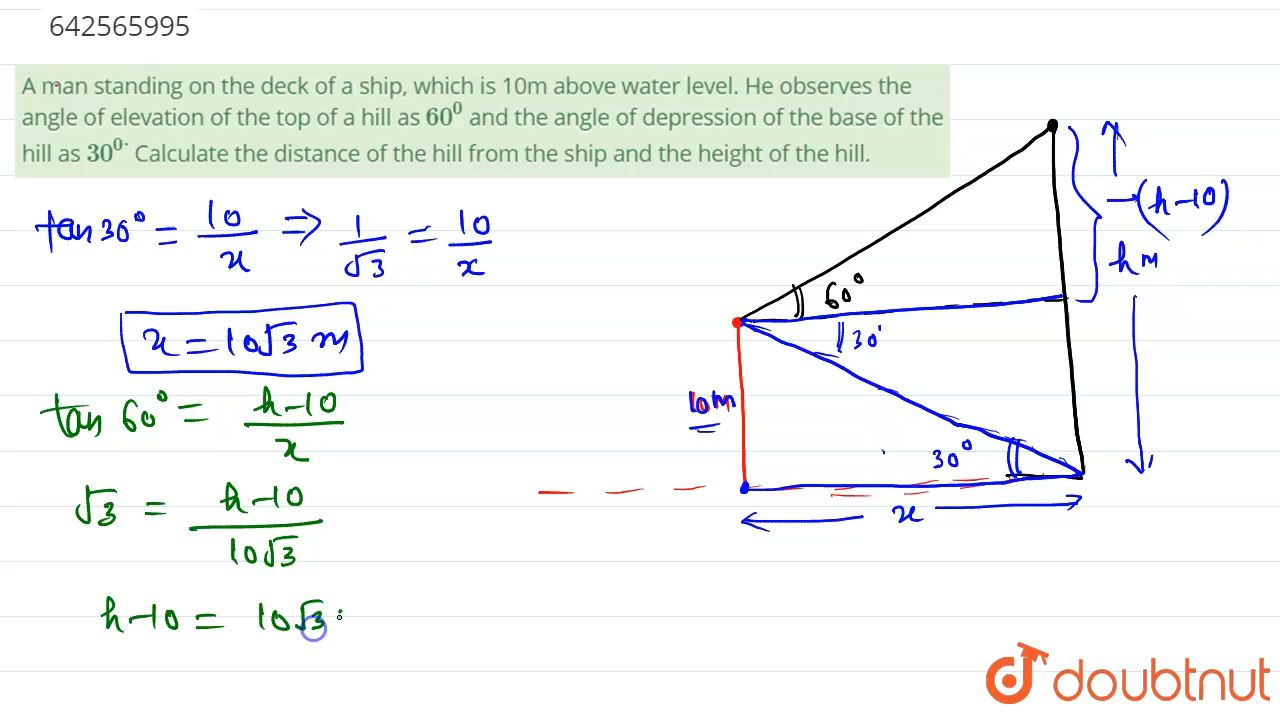 642565995
A man standing on the deck of a ship, which is 10m above water level. He observes the
angle of elevation of the top of a hill as 60⁰ and the angle of depression of the base of the
hill as 30⁰· Calculate the distance of the hill from the ship and the height of the hill.
tan 30° = 10/x ⇒ 1/√3 = 10/x
x = 10√3 m
tan 60° = h-10/x
√3 = h-10/10√3
h-10 = 10√3 ·
(h-10)
h m
60°
30°
10m
30°
x
doubtnut